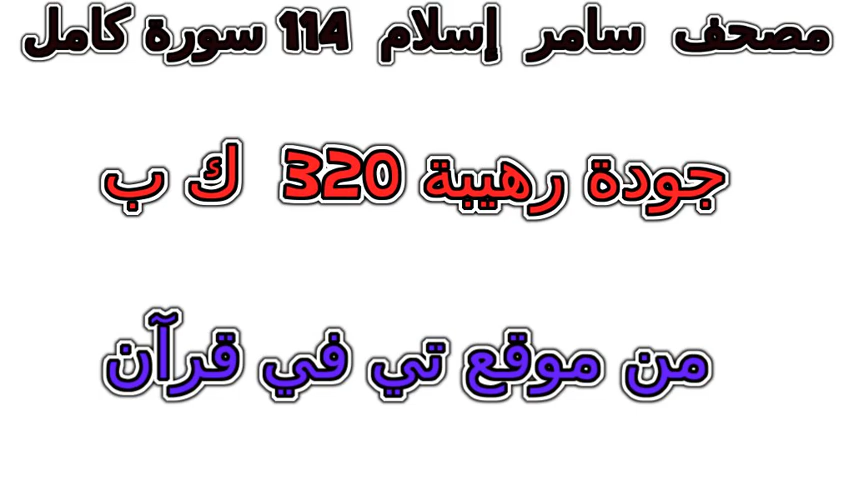 مصحف سامر إسلام 114 سورة كامل
جودة رهيبة 320 ك ب
من موقع تي في قرآن